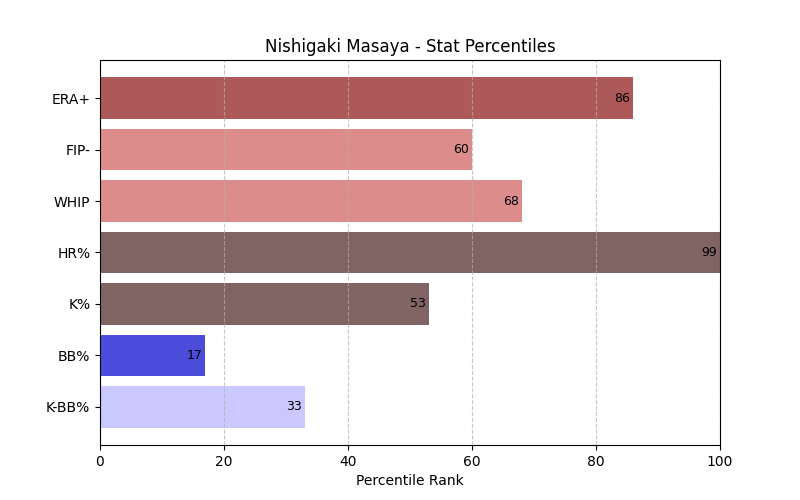 Nishigaki Masaya - Stat Percentiles
ERA+ 86
FIP- 60
WHIP 68
HR% 99
K% 53
BB% 17
K-BB% 33
0 20 40 60 80 100
Percentile Rank